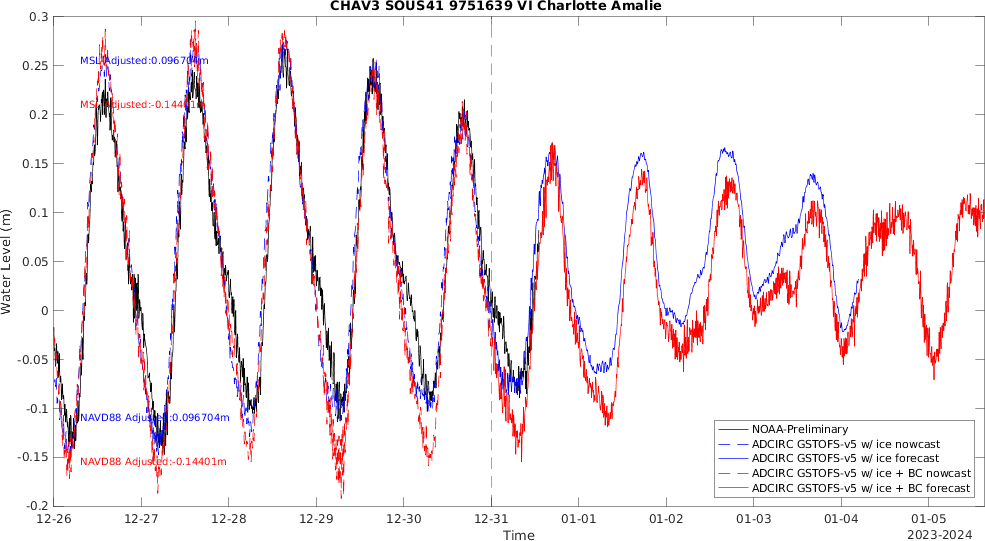 CHAV3 SOUS41 9751639 VI Charlotte Amalie
0.3
0.25
0.2
0.15
0.1
0.05
0
-0.05
-0.1
-0.15
-0.2
Water Level (m)
MSL Adjusted:0.096704m
MSL Adjusted:-0.14401m
NAVD88 Adjusted:0.096704m
NAVD88 Adjusted:-0.14401m
NOAA-Preliminary
ADCIRC GSTOFS-v5 w/ ice nowcast
ADCIRC GSTOFS-v5 w/ ice forecast
ADCIRC GSTOFS-v5 w/ ice + BC nowcast
ADCIRC GSTOFS-v5 w/ ice + BC forecast
12-26 12-27 12-28 12-29 12-30 12-31 01-01 01-02 01-03 01-04 01-05
Time
2023-2024